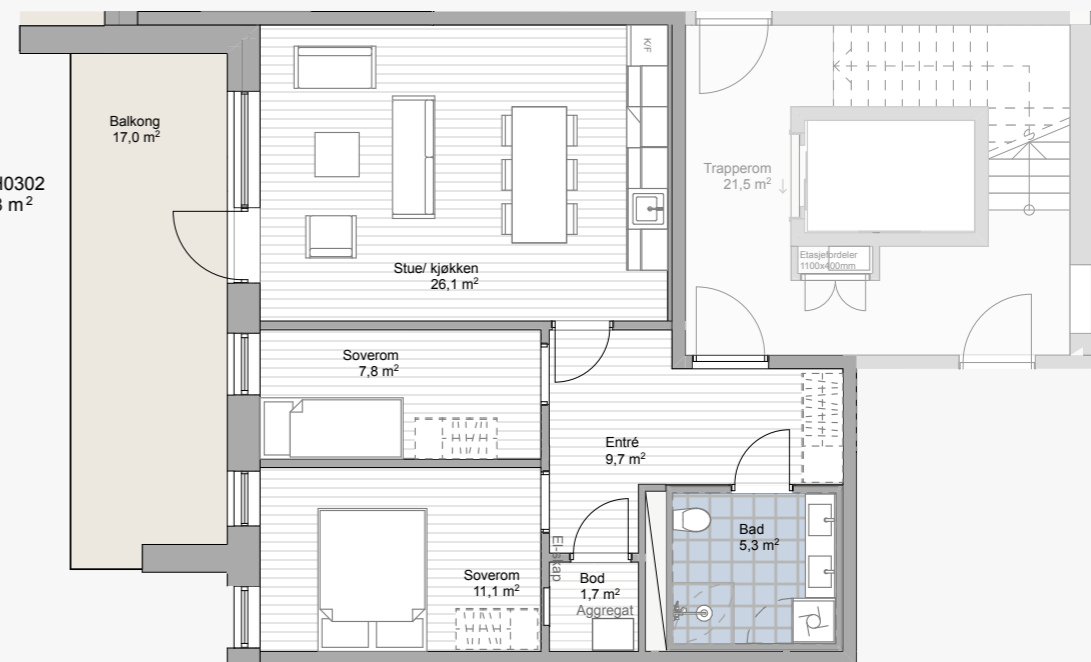 Balkong
17,0 m²
H0302
m²
K/F
Stue/ kjøkken
26,1 m²
Trapperom
21,5 m² ↓
Etasjefordeler
1100x400mm
Soverom
7,8 m²
Entré
9,7 m²
Soverom
11,1 m²
El-skap
Bod
1,7 m²
Aggregat
Bad
5,3 m²